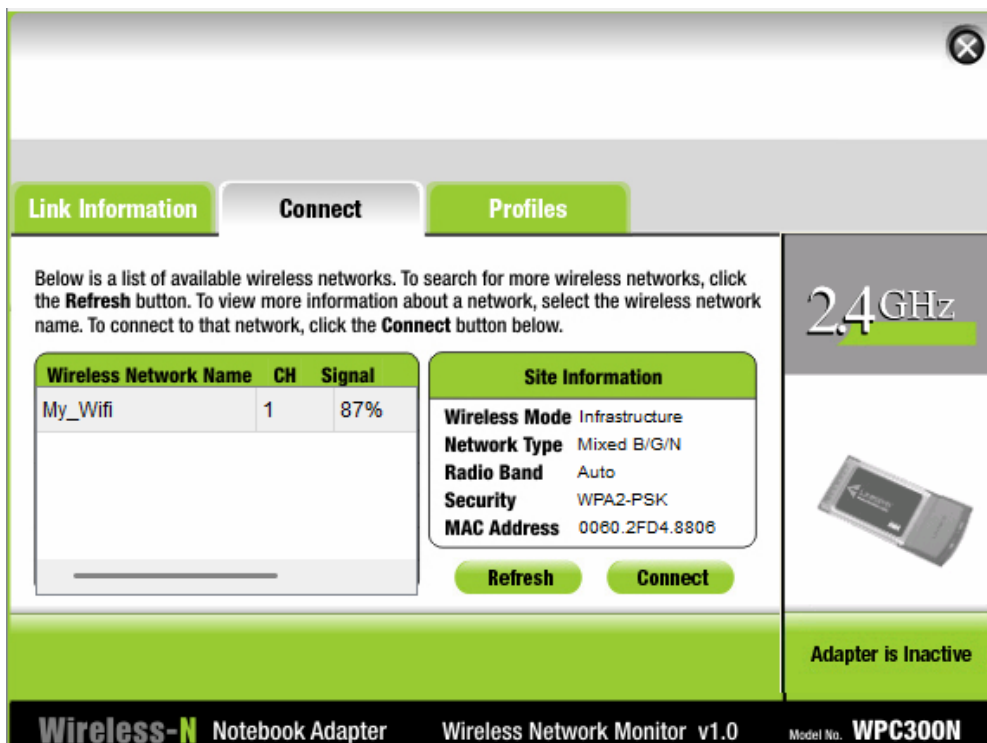 Link Information
Connect
Profiles
Below is a list of available wireless networks. To search for more wireless networks, click
the Refresh button. To view more information about a network, select the wireless network
name. To connect to that network, click the Connect button below.
2.4 GHz
Wireless Network Name CH Signal
My_Wifi 1 87%
Site Information
Wireless Mode Infrastructure
Network Type Mixed B/G/N
Radio Band Auto
Security WPA2-PSK
MAC Address 0060.2FD4.8806
Refresh
Connect
Adapter is Inactive
Wireless-N Notebook Adapter Wireless Network Monitor v1.0 Model No. WPC300N